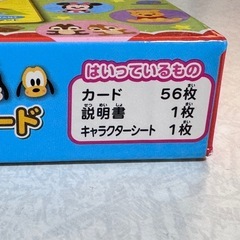 ード
はいっているもの
カード 56枚
説明書 1枚
キャラクターシート 1枚